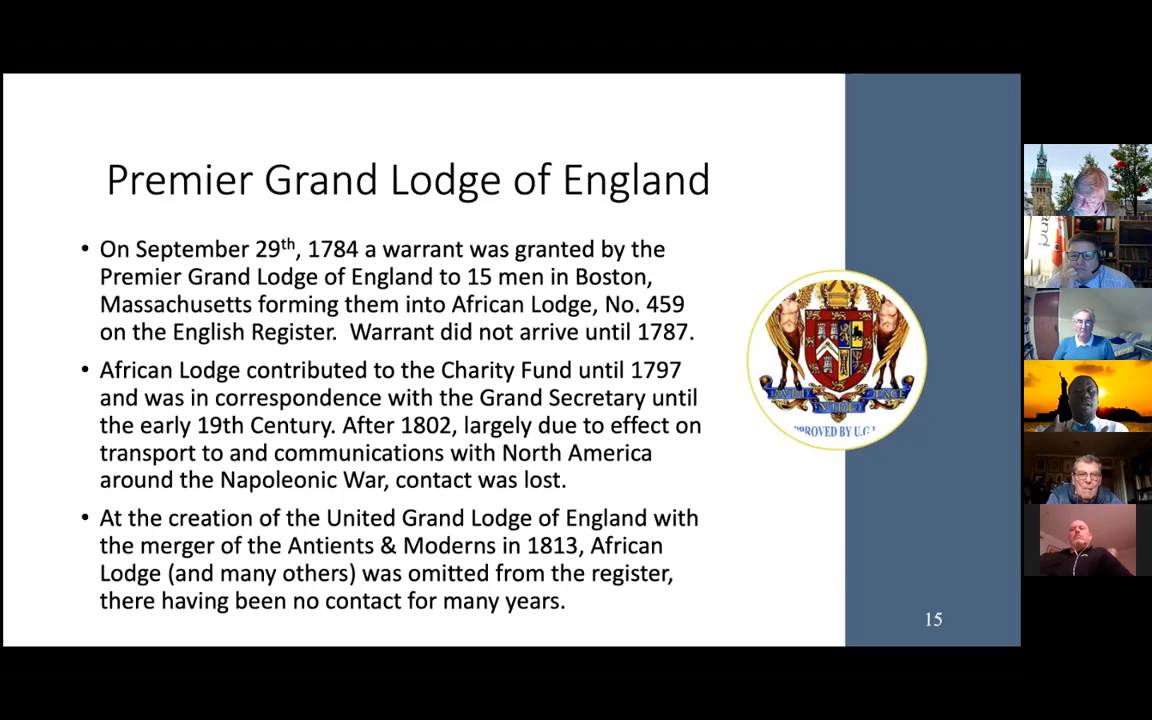 Premier Grand Lodge of England
• On September 29th, 1784 a warrant was granted by the
Premier Grand Lodge of England to 15 men in Boston,
Massachusetts forming them into African Lodge, No. 459
on the English Register.  Warrant did not arrive until 1787.
• African Lodge contributed to the Charity Fund until 1797
and was in correspondence with the Grand Secretary until
the early 19th Century. After 1802, largely due to effect on
transport to and communications with North America
around the Napoleonic War, contact was lost.
• At the creation of the United Grand Lodge of England with
the merger of the Antients & Moderns in 1813, African
Lodge (and many others) was omitted from the register,
there having been no contact for many years.
AUDI VIDE TACE
PROVED BY U.G.L
15